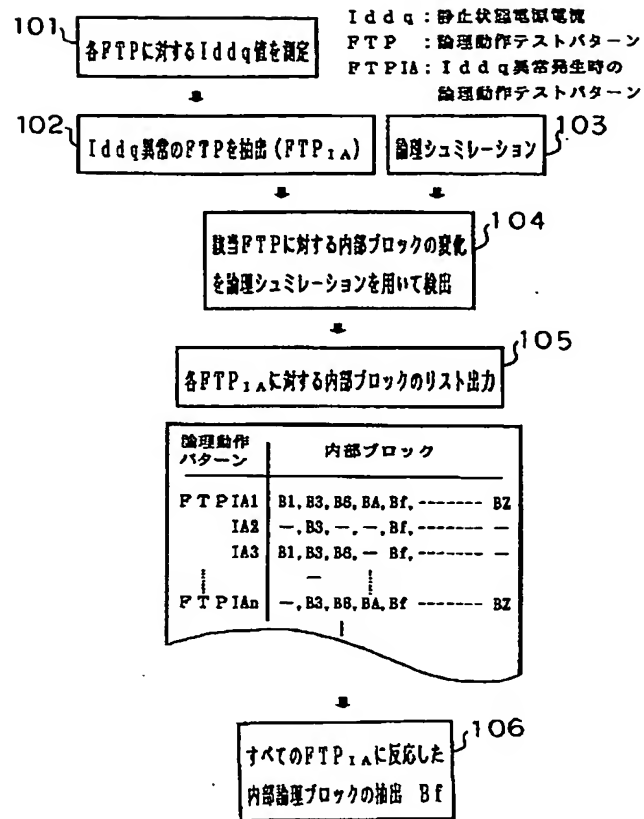 Iddq:静止状態電源電流
FTP :論理動作テストパターン
FTPIA:Iddq異常発生時の
論理動作テストパターン
101
各FTPに対するIddq値を測定
102
Iddq異常のFTPを抽出(FTPIA)
103
論理シュミレーション
104
該当FTPに対する内部ブロックの変化
を論理シュミレーションを用いて検出
105
各FTPIAに対する内部ブロックのリスト出力
論理動作
パターン
内部ブロック
FTPIA1 B1,B3,B6,BA,Bf,------- BZ
IA2 -,B3,-,-,Bf,------- -
IA3 B1,B3,B6,- Bf,------- -
-
FTPIAn -,B3,B6,BA,Bf ------- BZ
106
すべてのFTPIAに反応した
内部論理ブロックの抽出 Bf